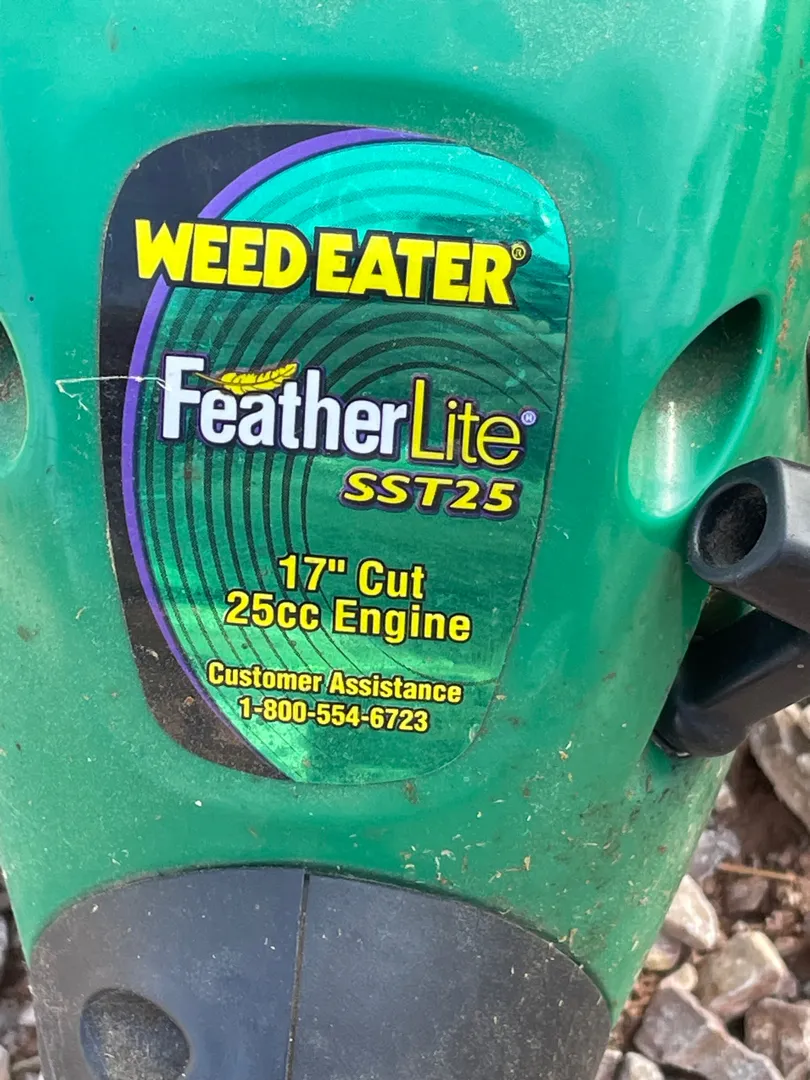 WEED EATER®
FeatherLite®
SST25
17" Cut
25cc Engine
Customer Assistance
1-800-554-6723